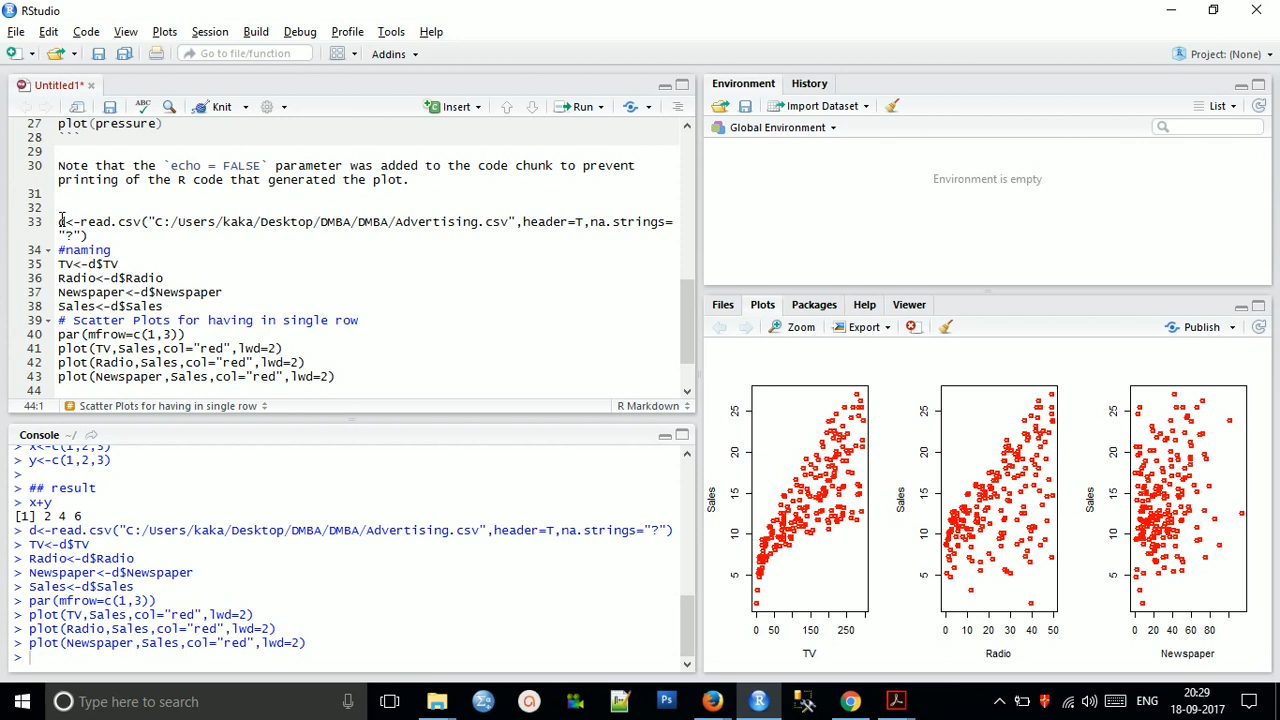 RStudio
File Edit Code View Plots Session Build Debug Profile Tools Help
Go to file/function
Addins
Project: (None)
Untitled1*
ABC
Knit
Insert
Run
27 plot(pressure)
28 ```
29
30 Note that the `echo = FALSE` parameter was added to the code chunk to prevent
printing of the R code that generated the plot.
31
32
33 d<-read.csv("C:/Users/kaka/Desktop/DMBA/DMBA/Advertising.csv",header=T,na.strings=
"?")
34 #naming
35 TV<-d$TV
36 Radio<-d$Radio
37 Newspaper<-d$Newspaper
38 Sales<-d$Sales
39 # Scatter Plots for having in single row
40 par(mfrow=c(1,3))
41 plot(TV,Sales,col="red",lwd=2)
42 plot(Radio,Sales,col="red",lwd=2)
43 plot(Newspaper,Sales,col="red",lwd=2)
44
44:1 # Scatter Plots for having in single row R Markdown
Console ~/
> x<-c(1,2,3)
> y<-c(1,2,3)
>
> ## result
> x+y
[1] 2 4 6
> d<-read.csv("C:/Users/kaka/Desktop/DMBA/DMBA/Advertising.csv",header=T,na.strings="?")
> TV<-d$TV
> Radio<-d$Radio
> Newspaper<-d$Newspaper
> Sales<-d$Sales
> par(mfrow=c(1,3))
> plot(TV,Sales,col="red",lwd=2)
> plot(Radio,Sales,col="red",lwd=2)
> plot(Newspaper,Sales,col="red",lwd=2)
>
Environment History
Import Dataset
List
Global Environment
Environment is empty
Files Plots Packages Help Viewer
Zoom Export Publish
25
20
15
10
5
Sales
0 50 150 250
TV
25
20
15
10
5
Sales
0 10 20 30 40 50
Radio
25
20
15
10
5
Sales
0 20 40 60 80
Newspaper
Type here to search
Ps
R
ENG
20:29
18-09-2017